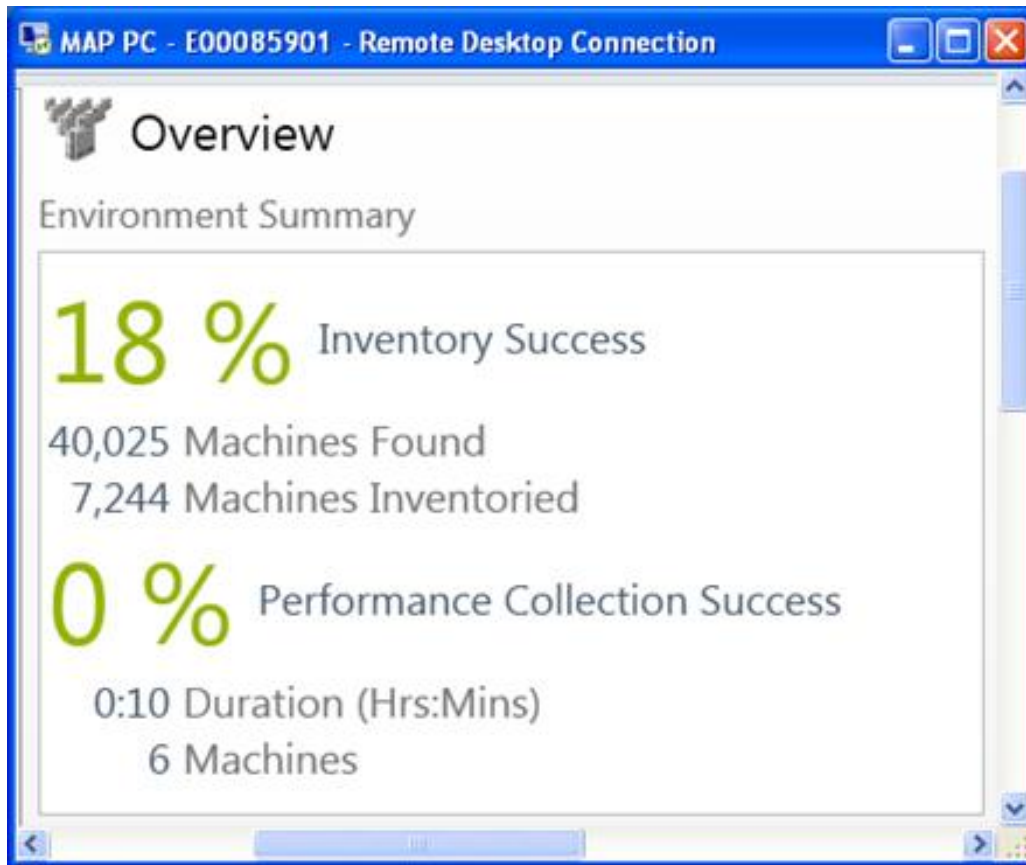 MAP PC - E00085901 - Remote Desktop Connection
Overview
Environment Summary
18 % Inventory Success
40,025 Machines Found
7,244 Machines Inventoried
0 % Performance Collection Success
0:10 Duration (Hrs:Mins)
6 Machines